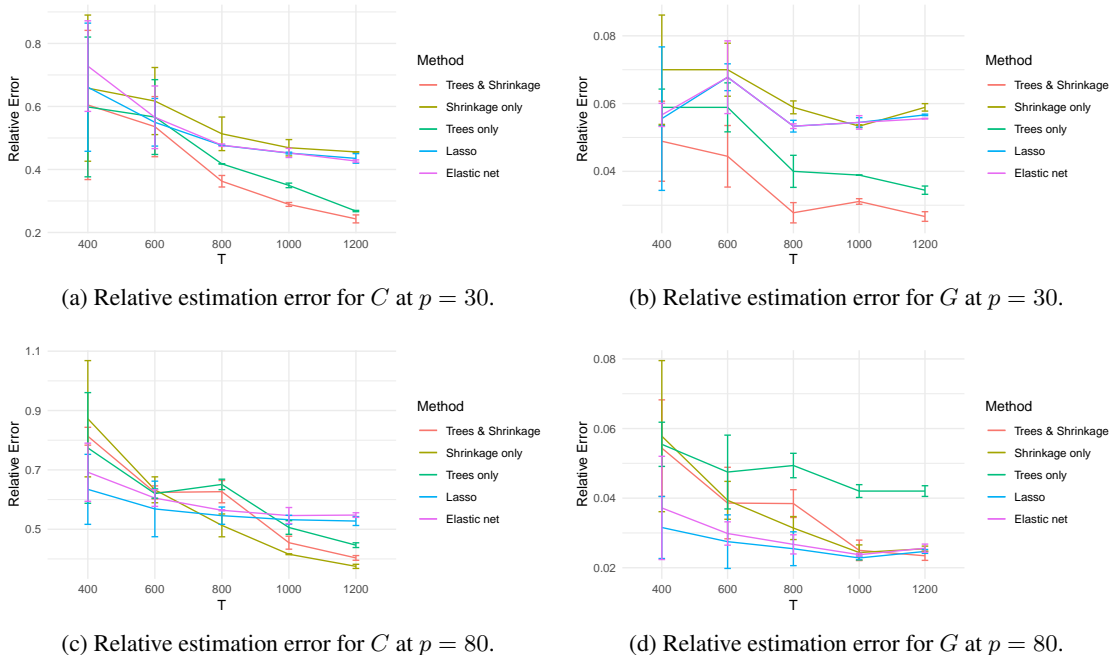 0.8
0.6
0.4
0.2
Relative Error
400 600 800 1000 1200
T
Method
Trees & Shrinkage
Shrinkage only
Trees only
Lasso
Elastic net
(a) Relative estimation error for C at p = 30.
0.08
0.06
0.04
Relative Error
400 600 800 1000 1200
T
Method
Trees & Shrinkage
Shrinkage only
Trees only
Lasso
Elastic net
(b) Relative estimation error for G at p = 30.
1.1
0.9
0.7
0.5
Relative Error
400 600 800 1000 1200
T
Method
Trees & Shrinkage
Shrinkage only
Trees only
Lasso
Elastic net
(c) Relative estimation error for C at p = 80.
0.08
0.06
0.04
0.02
Relative Error
400 600 800 1000 1200
T
Method
Trees & Shrinkage
Shrinkage only
Trees only
Lasso
Elastic net
(d) Relative estimation error for G at p = 80.